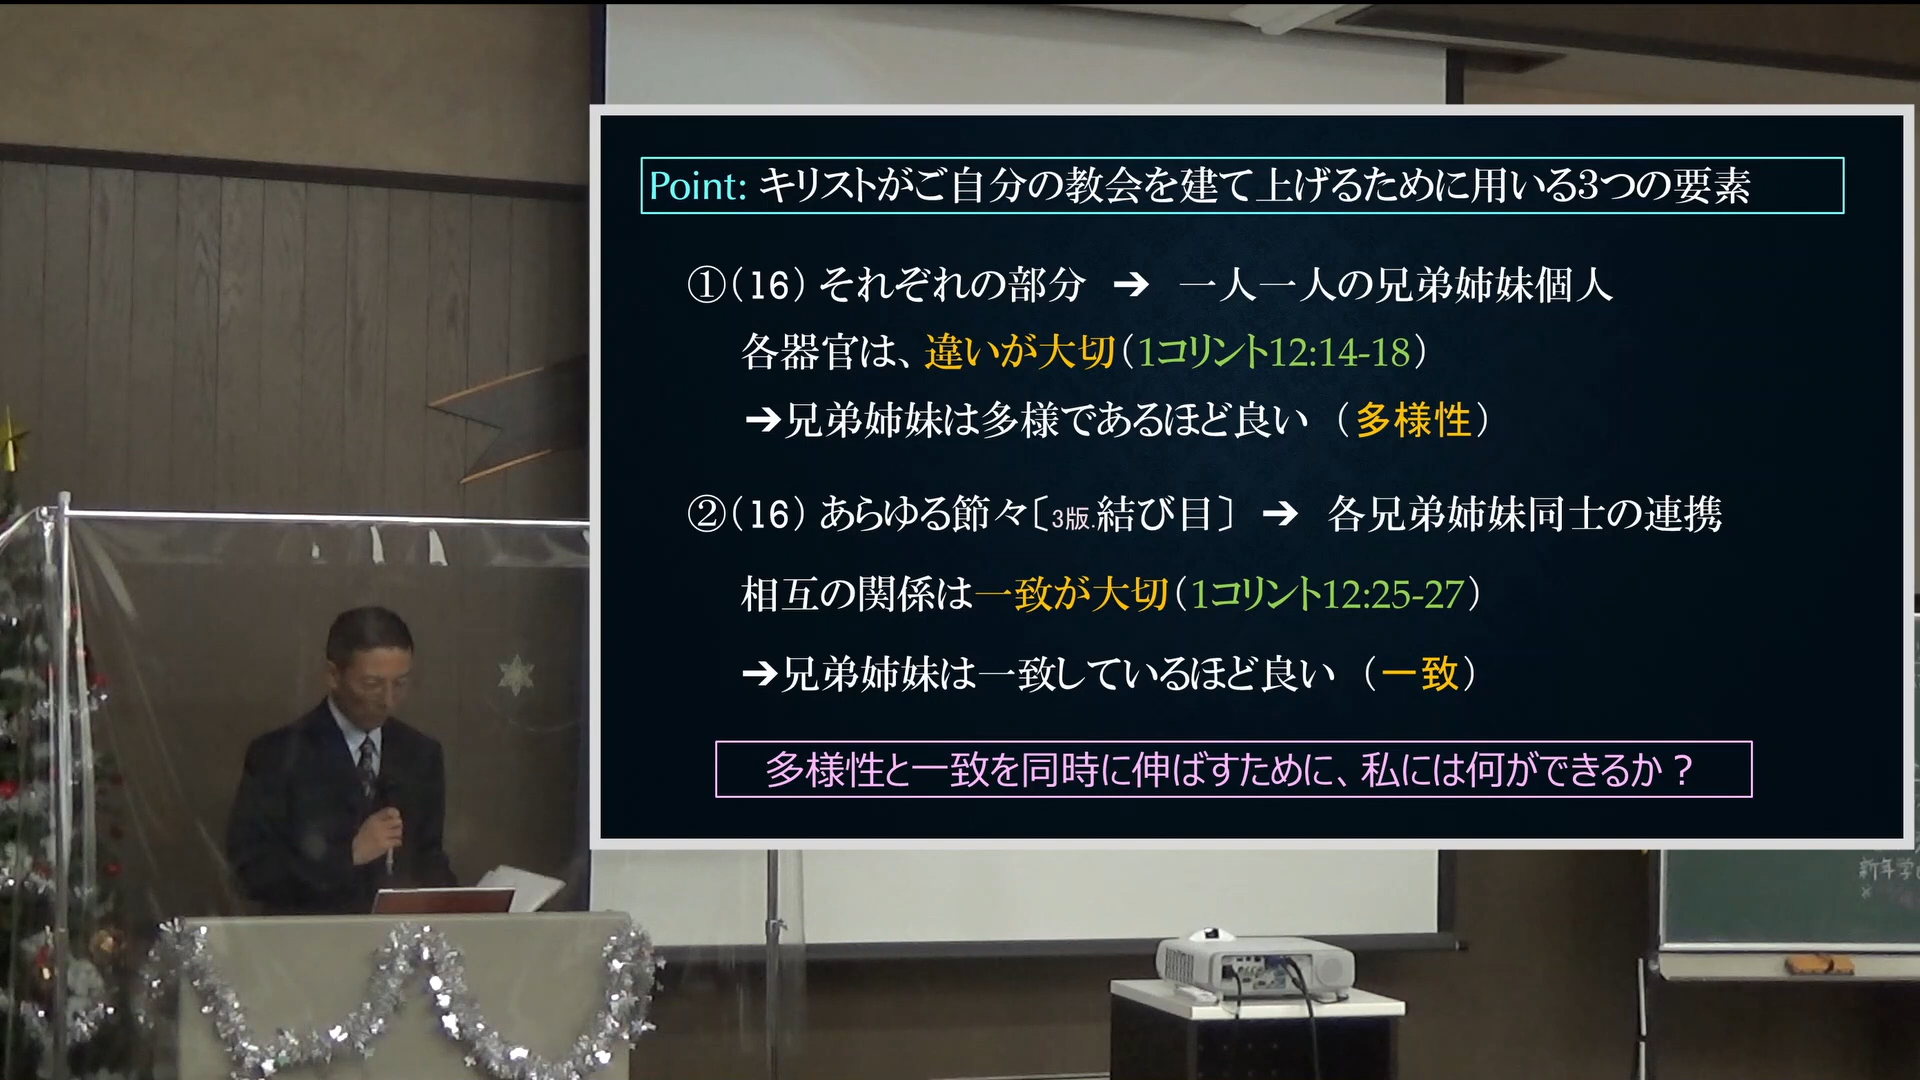 Point: キリストがご自分の教会を建て上げるために用いる3つの要素
①（16）それぞれの部分 ➔ 一人一人の兄弟姉妹個人
各器官は、違いが大切（1コリント12:14-18）
➔兄弟姉妹は多様であるほど良い（多様性）
②（16）あらゆる節々〔3版.結び目〕 ➔ 各兄弟姉妹同士の連携
相互の関係は一致が大切（1コリント12:25-27）
➔兄弟姉妹は一致しているほど良い（一致）
多様性と一致を同時に伸ばすために、私には何ができるか？
新年学